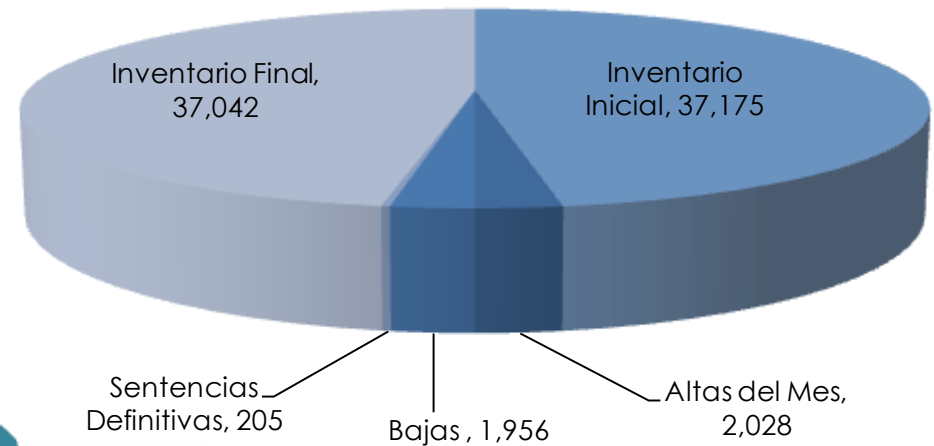 Inventario Final,
37,042
Inventario
Inicial, 37,175
Sentencias
Definitivas, 205
Bajas , 1,956
Altas del Mes,
2,028